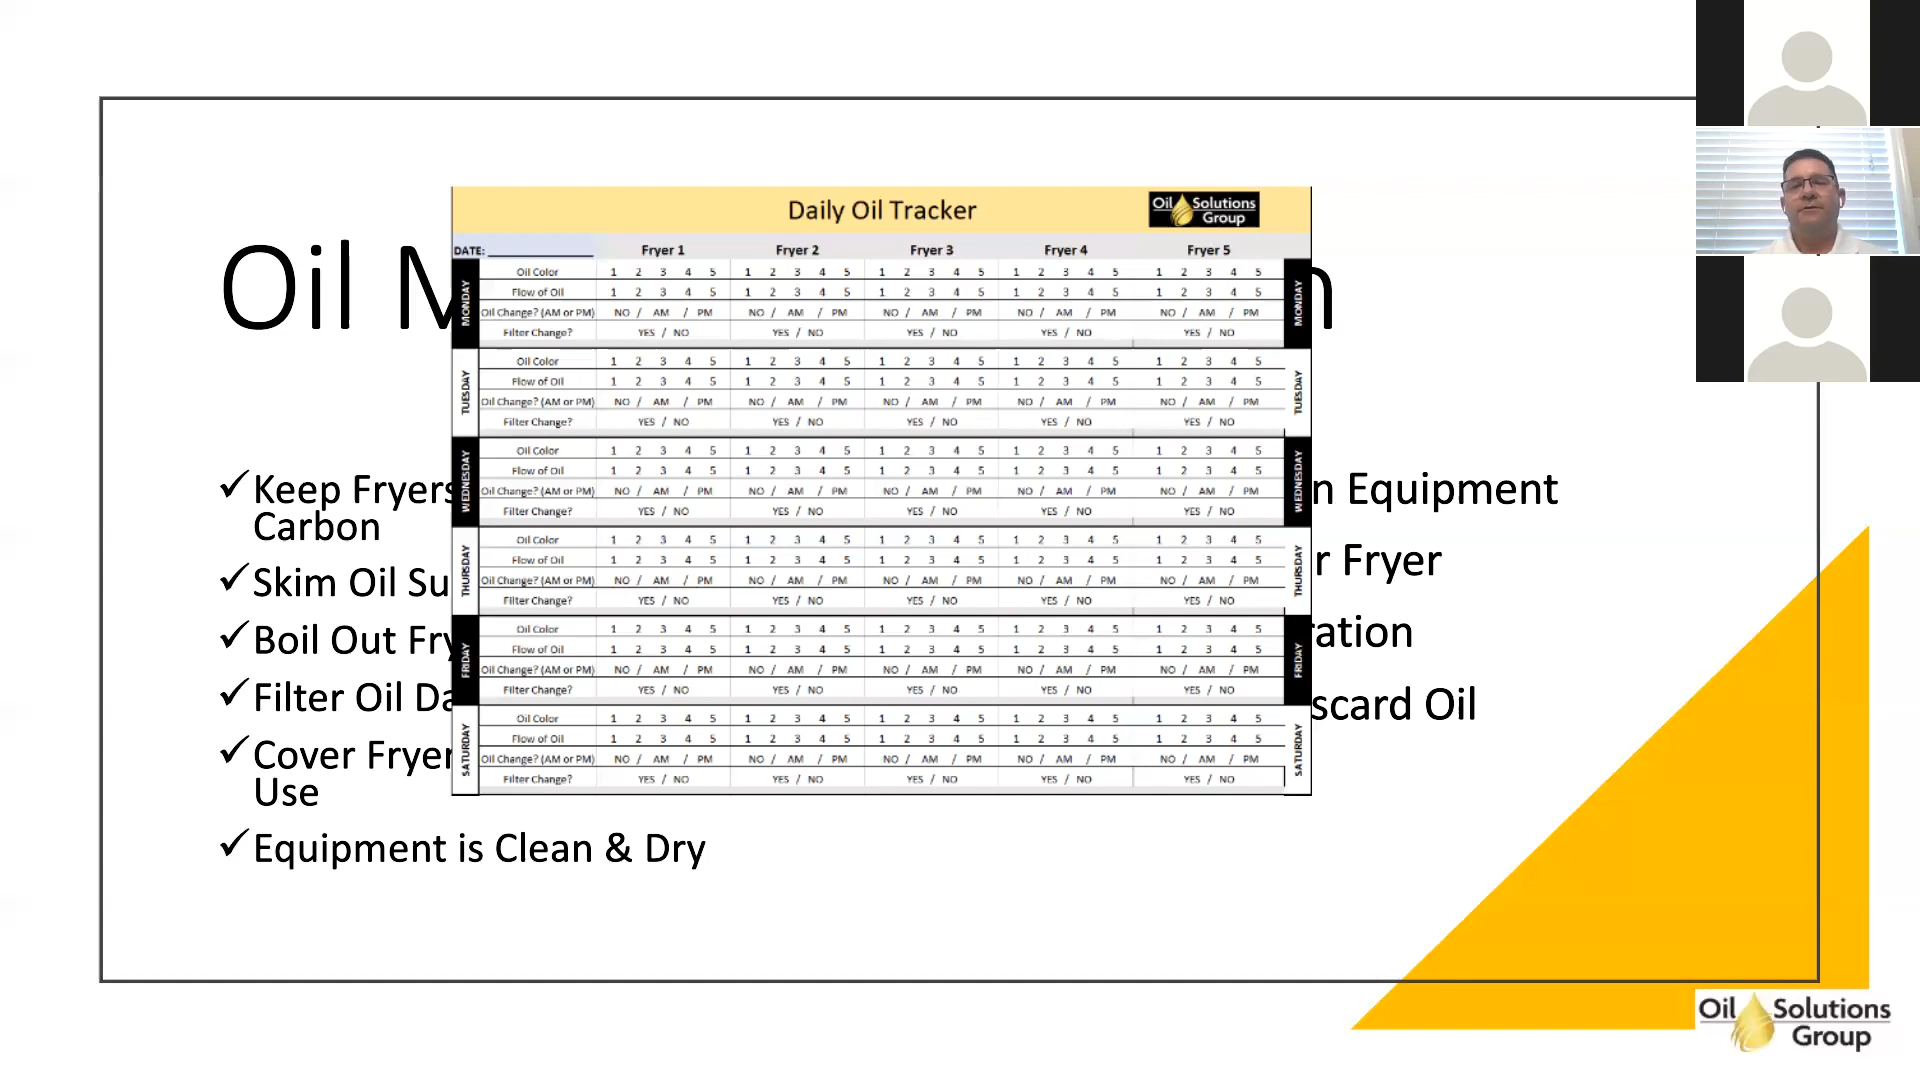 Daily Oil Tracker
Oil Solutions
Group
DATE: Fryer 1 Fryer 2 Fryer 3 Fryer 4 Fryer 5
MONDAY
Oil Color 1 2 3 4 5 1 2 3 4 5 1 2 3 4 5 1 2 3 4 5 1 2 3 4 5
Flow of Oil 1 2 3 4 5 1 2 3 4 5 1 2 3 4 5 1 2 3 4 5 1 2 3 4 5
Oil Change? (AM or PM) NO / AM / PM NO / AM / PM NO / AM / PM NO / AM / PM NO / AM / PM
Filter Change? YES / NO YES / NO YES / NO YES / NO YES / NO
MONDAY
TUESDAY
Oil Color 1 2 3 4 5 1 2 3 4 5 1 2 3 4 5 1 2 3 4 5 1 2 3 4 5
Flow of Oil 1 2 3 4 5 1 2 3 4 5 1 2 3 4 5 1 2 3 4 5 1 2 3 4 5
Oil Change? (AM or PM) NO / AM / PM NO / AM / PM NO / AM / PM NO / AM / PM NO / AM / PM
Filter Change? YES / NO YES / NO YES / NO YES / NO YES / NO
TUESDAY
WEDNESDAY
Oil Color 1 2 3 4 5 1 2 3 4 5 1 2 3 4 5 1 2 3 4 5 1 2 3 4 5
Flow of Oil 1 2 3 4 5 1 2 3 4 5 1 2 3 4 5 1 2 3 4 5 1 2 3 4 5
Oil Change? (AM or PM) NO / AM / PM NO / AM / PM NO / AM / PM NO / AM / PM NO / AM / PM
Filter Change? YES / NO YES / NO YES / NO YES / NO YES / NO
WEDNESDAY
THURSDAY
Oil Color 1 2 3 4 5 1 2 3 4 5 1 2 3 4 5 1 2 3 4 5 1 2 3 4 5
Flow of Oil 1 2 3 4 5 1 2 3 4 5 1 2 3 4 5 1 2 3 4 5 1 2 3 4 5
Oil Change? (AM or PM) NO / AM / PM NO / AM / PM NO / AM / PM NO / AM / PM NO / AM / PM
Filter Change? YES / NO YES / NO YES / NO YES / NO YES / NO
THURSDAY
FRIDAY
Oil Color 1 2 3 4 5 1 2 3 4 5 1 2 3 4 5 1 2 3 4 5 1 2 3 4 5
Flow of Oil 1 2 3 4 5 1 2 3 4 5 1 2 3 4 5 1 2 3 4 5 1 2 3 4 5
Oil Change? (AM or PM) NO / AM / PM NO / AM / PM NO / AM / PM NO / AM / PM NO / AM / PM
Filter Change? YES / NO YES / NO YES / NO YES / NO YES / NO
FRIDAY
SATURDAY
Oil Color 1 2 3 4 5 1 2 3 4 5 1 2 3 4 5 1 2 3 4 5 1 2 3 4 5
Flow of Oil 1 2 3 4 5 1 2 3 4 5 1 2 3 4 5 1 2 3 4 5 1 2 3 4 5
Oil Change? (AM or PM) NO / AM / PM NO / AM / PM NO / AM / PM NO / AM / PM NO / AM / PM
Filter Change? YES / NO YES / NO YES / NO YES / NO YES / NO
SATURDAY
Oil
Keep Fryers
Carbon
Skim Oil
Boil Out
Filter Oil
Cover Fryer
Use
Equipment is Clean & Dry
Equipment
Fryer
Oil
Oil Solutions
Group